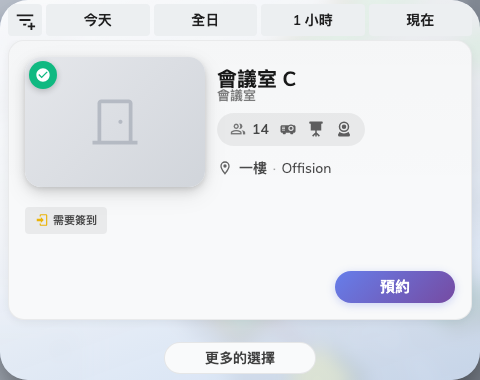 今天
全日
1 小時
現在
會議室 C
會議室
14
一樓 · Offision
需要簽到
預約
更多的選擇